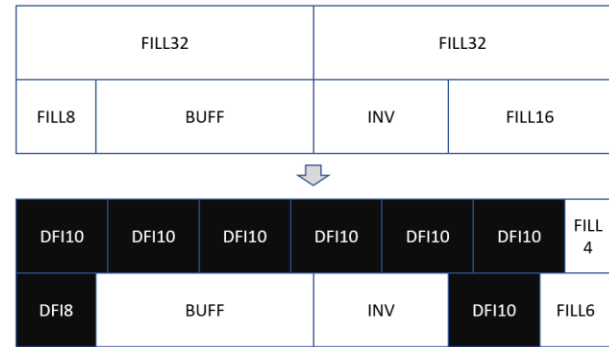 FILL32 FILL32
FILL8 BUFF INV FILL16
DFI10 DFI10 DFI10 DFI10 DFI10 DFI10 FILL
4
DFI8 BUFF INV DFI10 FILL6